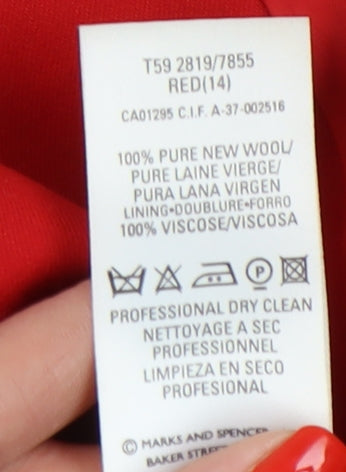 T59 2819/7855
RED(14)
CA01295 C.I.F. A-37-002516
100% PURE NEW WOOL/
PURE LAINE VIERGE/
PURA LANA VIRGEN
LINING•DOUBLURE•FORRO
100% VISCOSE/VISCOSA
P
PROFESSIONAL DRY CLEAN
NETTOYAGE A SEC
PROFESSIONNEL
LIMPIEZA EN SECO
PROFESIONAL
© MARKS AND SPENCER
BAKER